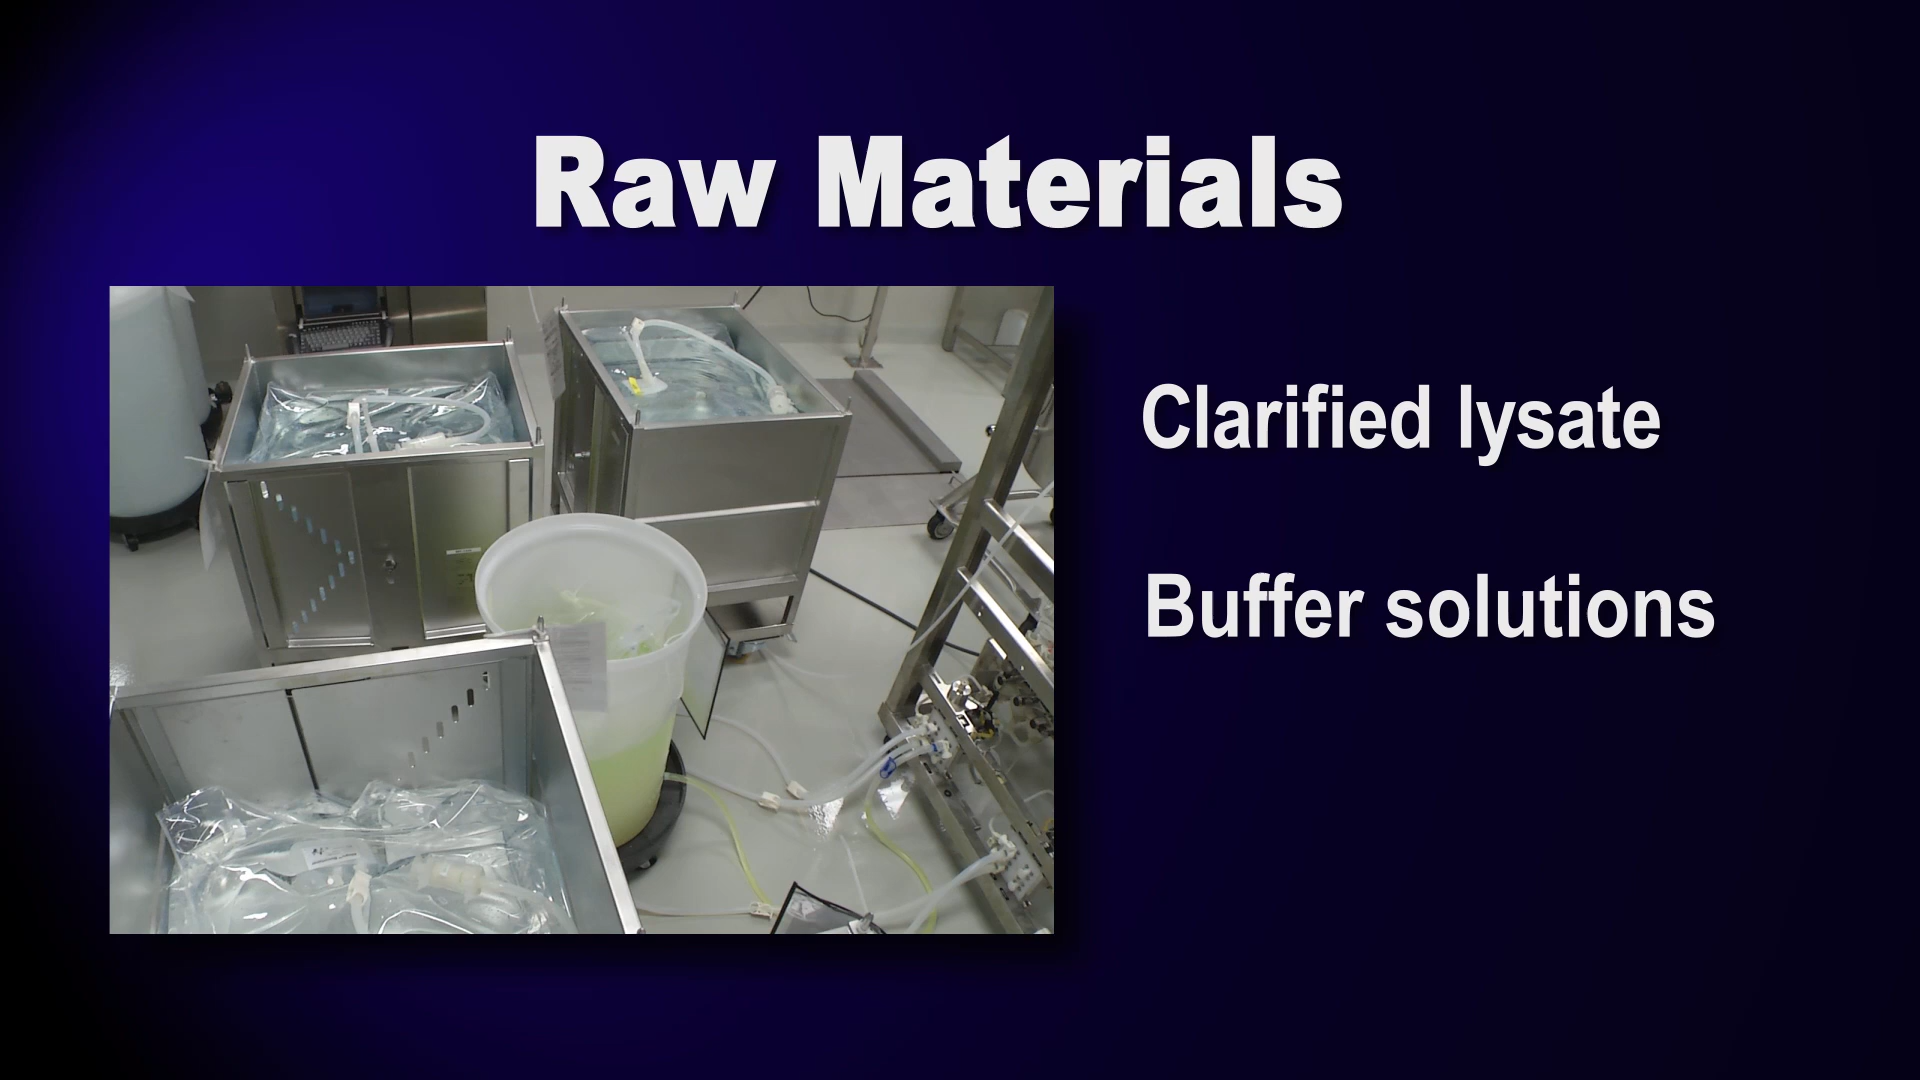 Raw Materials
Clarified lysate
Buffer solutions